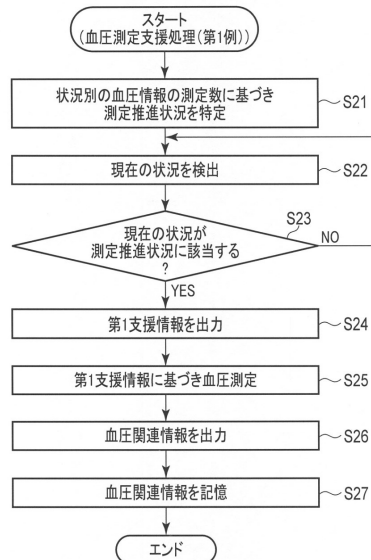 スタート
(血圧測定支援処理(第1例))
状況別の血圧情報の測定数に基づき
測定推進状況を特定
S21
現在の状況を検出
S22
S23
現在の状況が
測定推進状況に該当する
?
NO
YES
第1支援情報を出力
S24
第1支援情報に基づき血圧測定
S25
血圧関連情報を出力
S26
血圧関連情報を記憶
S27
エンド